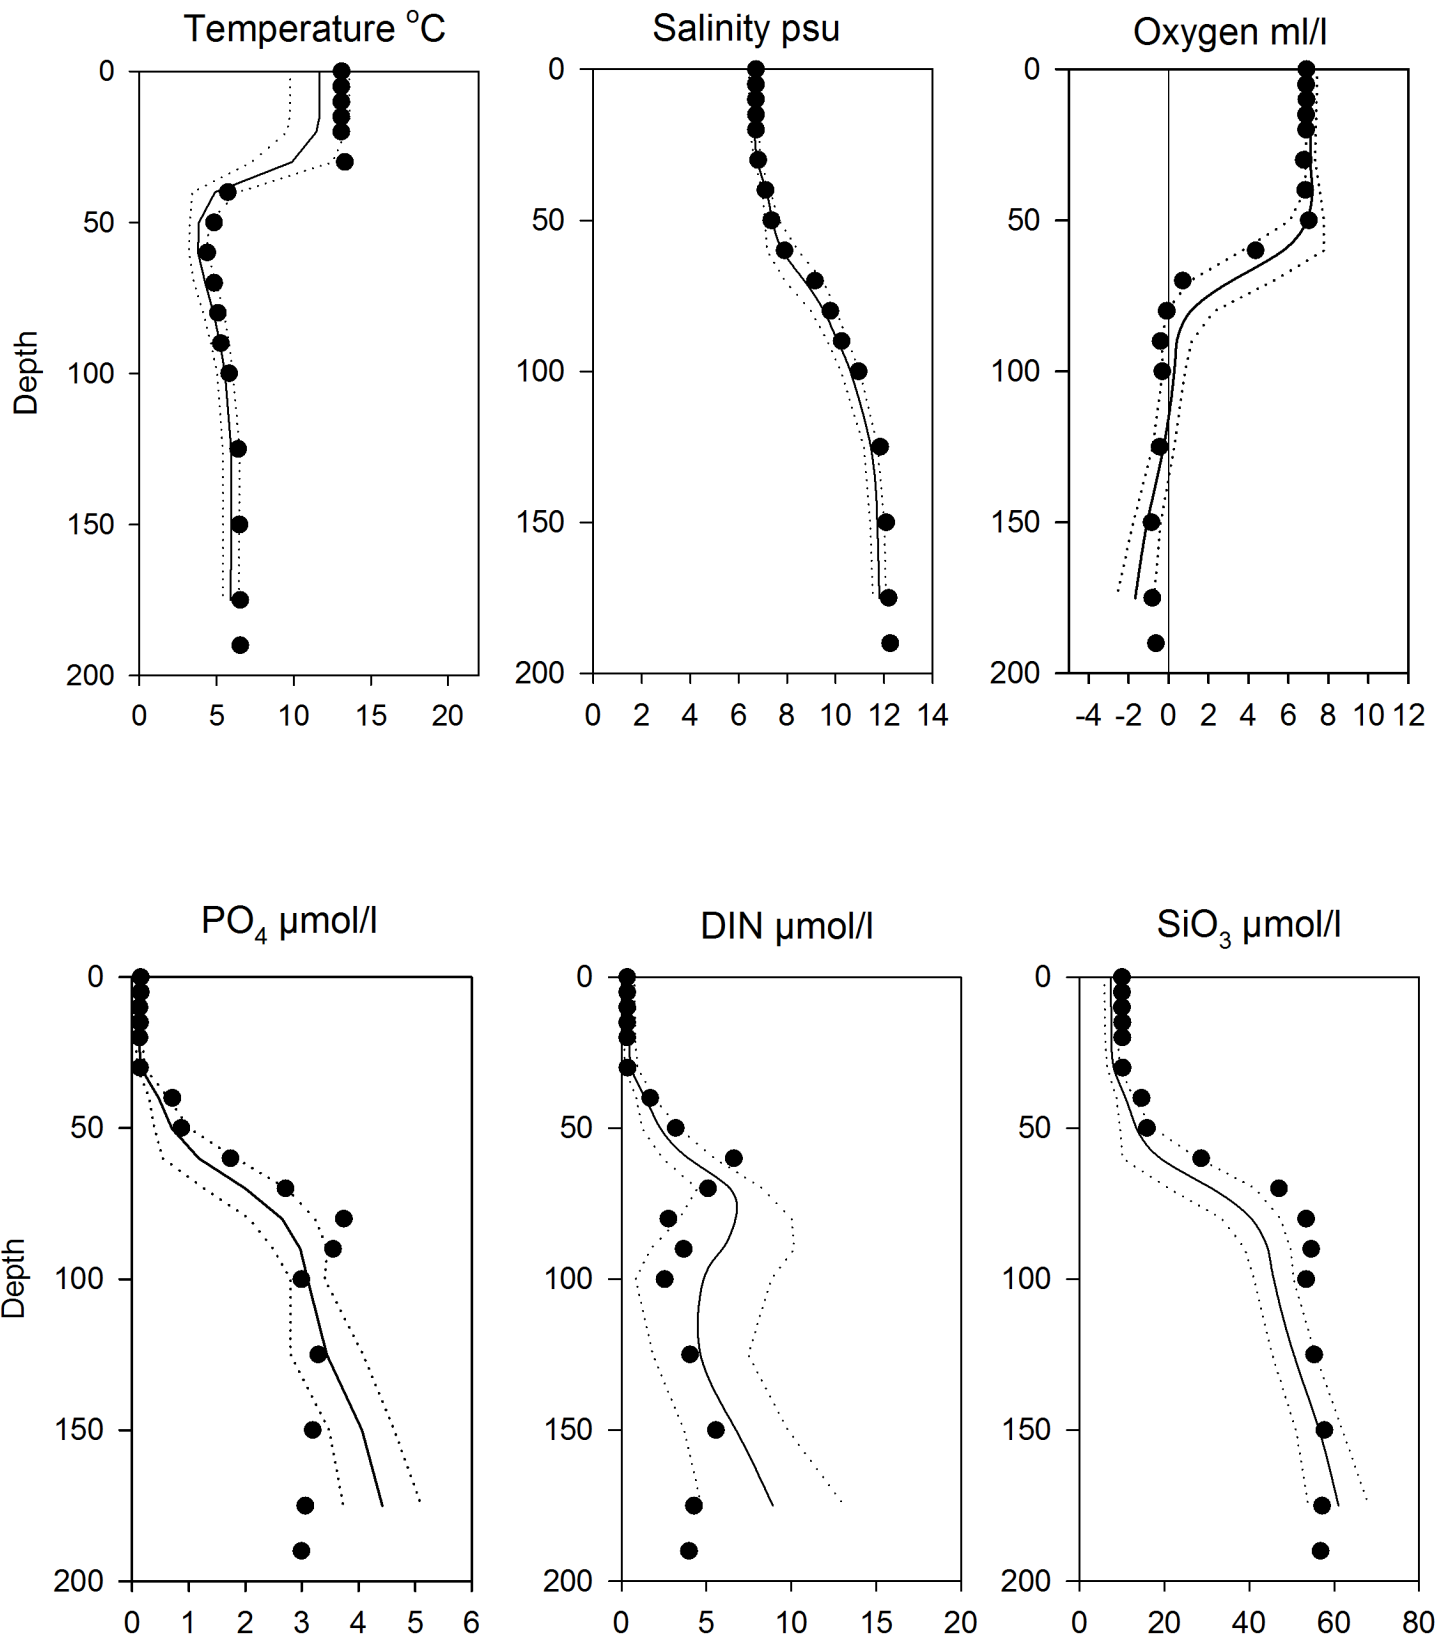 Temperature °C
Salinity psu
Oxygen ml/l
0
50
100
150
200
Depth
0 5 10 15 20
0
50
100
150
200
0 2 4 6 8 10 12 14
0
50
100
150
200
-4 -2 0 2 4 6 8 10 12
PO4 µmol/l
DIN µmol/l
SiO3 µmol/l
0
50
100
150
200
Depth
0 1 2 3 4 5 6
0
50
100
150
200
0 5 10 15 20
0
50
100
150
200
0 20 40 60 80